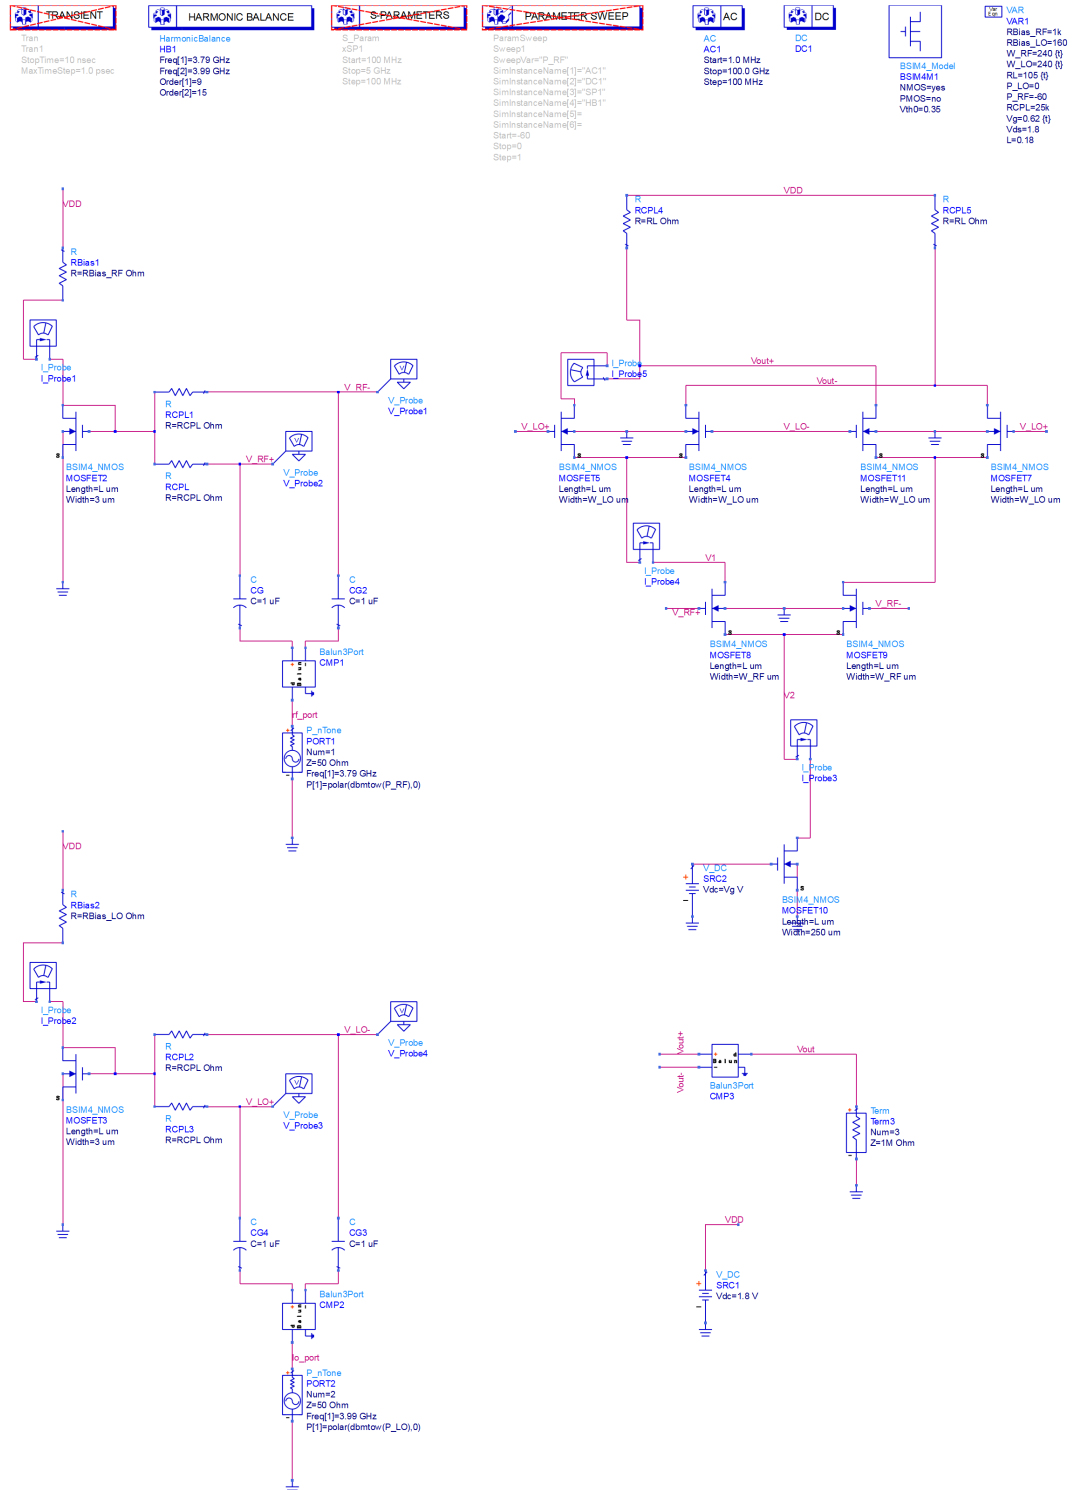 TRANSIENT
Tran
Tran1
StopTime=10 nsec
MaxTimeStep=1.0 psec
HARMONIC BALANCE
HarmonicBalance
HB1
Freq[1]=3.79 GHz
Freq[2]=3.99 GHz
Order[1]=9
Order[2]=15
S-PARAMETERS
S_Param
xSP1
Start=100 MHz
Stop=5 GHz
Step=100 MHz
PARAMETER SWEEP
ParamSweep
Sweep1
SweepVar="P_RF"
SimInstanceName[1]="AC1"
SimInstanceName[2]="DC1"
SimInstanceName[3]="SP1"
SimInstanceName[4]="HB1"
SimInstanceName[5]=
SimInstanceName[6]=
Start=-60
Stop=0
Step=1
AC
AC
AC1
Start=1.0 MHz
Stop=100.0 GHz
Step=100 MHz
DC
DC
DC1
BSIM4_Model
BSIM4M1
NMOS=yes
PMOS=no
Vth0=0.35
Var
Eqn
VAR
VAR1
RBias_RF=1k
RBias_LO=160
W_RF=240 {t}
W_LO=240 {t}
RL=105 {t}
P_LO=0
P_RF=-60
RCPL=25k
Vg=0.62 {t}
Vds=1.8
L=0.18
VDD
R
RBias1
R=RBias_RF Ohm
I_Probe
I_Probe1
BSIM4_NMOS
MOSFET2
Length=L um
Width=3 um
R
RCPL1
R=RCPL Ohm
R
RCPL
R=RCPL Ohm
V_RF-
V_Probe
V_Probe1
V_RF+
V_Probe
V_Probe2
C
CG
C=1 uF
C
CG2
C=1 uF
Balun3Port
CMP1
rf_port
P_nTone
PORT1
Num=1
Z=50 Ohm
Freq[1]=3.79 GHz
P[1]=polar(dbmtow(P_RF),0)
VDD
R
RCPL4
R=RL Ohm
R
RCPL5
R=RL Ohm
I_Probe
I_Probe5
Vout+
Vout-
V_LO+
V_LO-
V_LO+
BSIM4_NMOS
MOSFET5
Length=L um
Width=W_LO um
BSIM4_NMOS
MOSFET4
Length=L um
Width=W_LO um
BSIM4_NMOS
MOSFET11
Length=L um
Width=W_LO um
BSIM4_NMOS
MOSFET7
Length=L um
Width=W_LO um
I_Probe
I_Probe4
V1
V_RF+
V_RF-
BSIM4_NMOS
MOSFET8
Length=L um
Width=W_RF um
BSIM4_NMOS
MOSFET9
Length=L um
Width=W_RF um
V2
I_Probe
I_Probe3
V_DC
SRC2
Vdc=Vg V
BSIM4_NMOS
MOSFET10
Length=L um
Width=250 um
VDD
R
RBias2
R=RBias_LO Ohm
I_Probe
I_Probe2
BSIM4_NMOS
MOSFET3
Length=L um
Width=3 um
R
RCPL2
R=RCPL Ohm
R
RCPL3
R=RCPL Ohm
V_LO-
V_Probe
V_Probe4
V_LO+
V_Probe
V_Probe3
C
CG4
C=1 uF
C
CG3
C=1 uF
Balun3Port
CMP2
lo_port
P_nTone
PORT2
Num=2
Z=50 Ohm
Freq[1]=3.99 GHz
P[1]=polar(dbmtow(P_LO),0)
Vout+
Vout-
Balun
Balun3Port
CMP3
Vout
Term
Term3
Num=3
Z=1M Ohm
VDD
V_DC
SRC1
Vdc=1.8 V